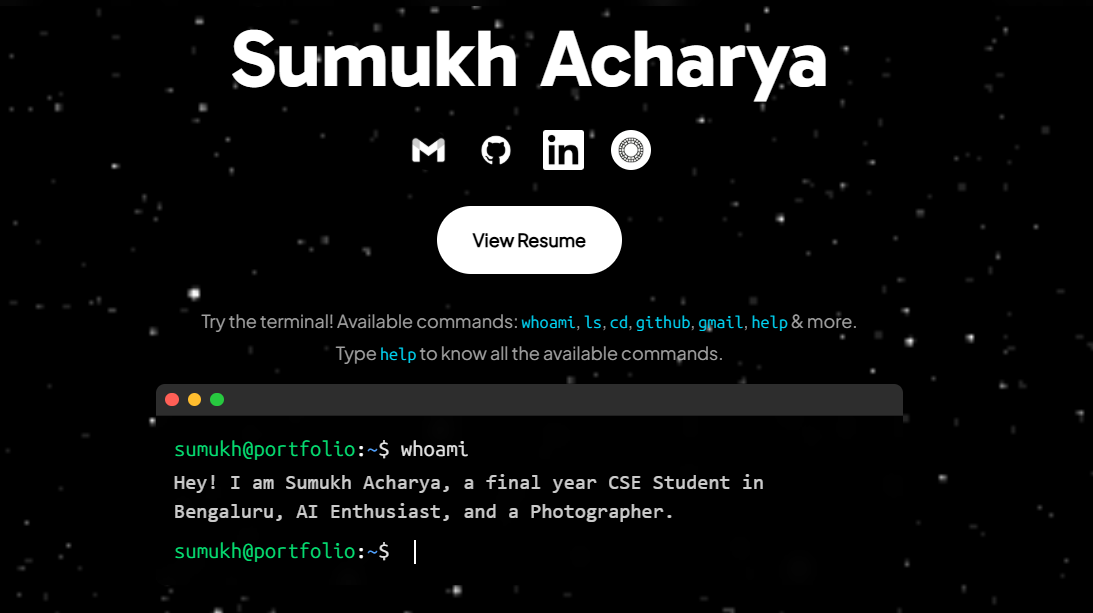 Sumukh Acharya
in
View Resume
Try the terminal! Available commands: whoami, ls, cd, github, gmail, help & more.
Type help to know all the available commands.
sumukh@portfolio:~$ whoami
Hey! I am Sumukh Acharya, a final year CSE Student in
Bengaluru, AI Enthusiast, and a Photographer.
sumukh@portfolio:~$